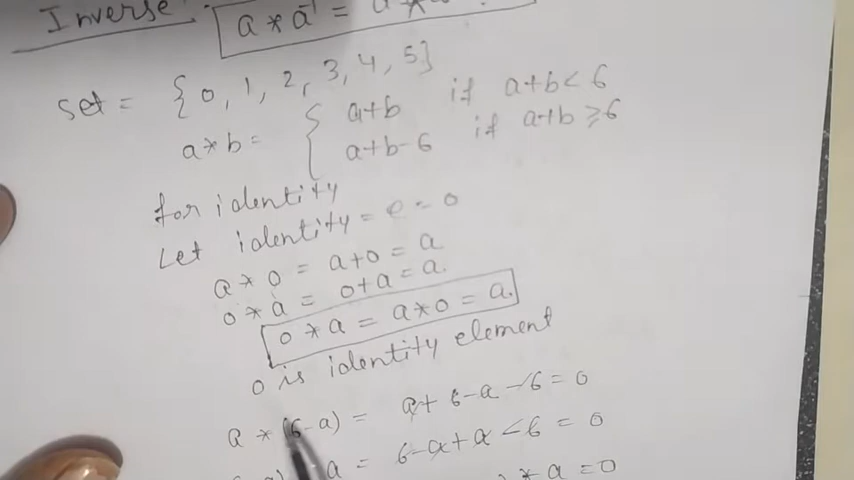 Inverse.
a * a⁻¹ = a *
Set = {0, 1, 2, 3, 4, 5}
a * b = { a+b if a+b < 6
a+b-6 if a+b ≥ 6
for identity
Let identity = e = 0
a * 0 = a+0 = a
0 * a = 0+a = a.
0 * a = a * 0 = a.
0 is identity element
a * (6-a) = a + 6-a-6 = 0
a = 6-a+a < 6 = 0
* a = 0